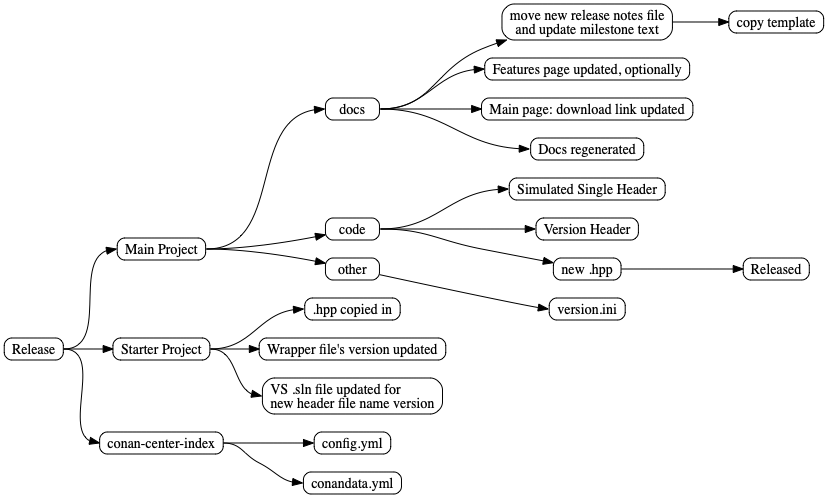 move new release notes file
and update milestone text
copy template
Features page updated, optionally
docs
Main page: download link updated
Docs regenerated
Simulated Single Header
code
Version Header
Main Project
other
new .hpp
Released
.hpp copied in
version.ini
Release
Starter Project
Wrapper file's version updated
VS .sln file updated for
new header file name version
conan-center-index
config.yml
conandata.yml